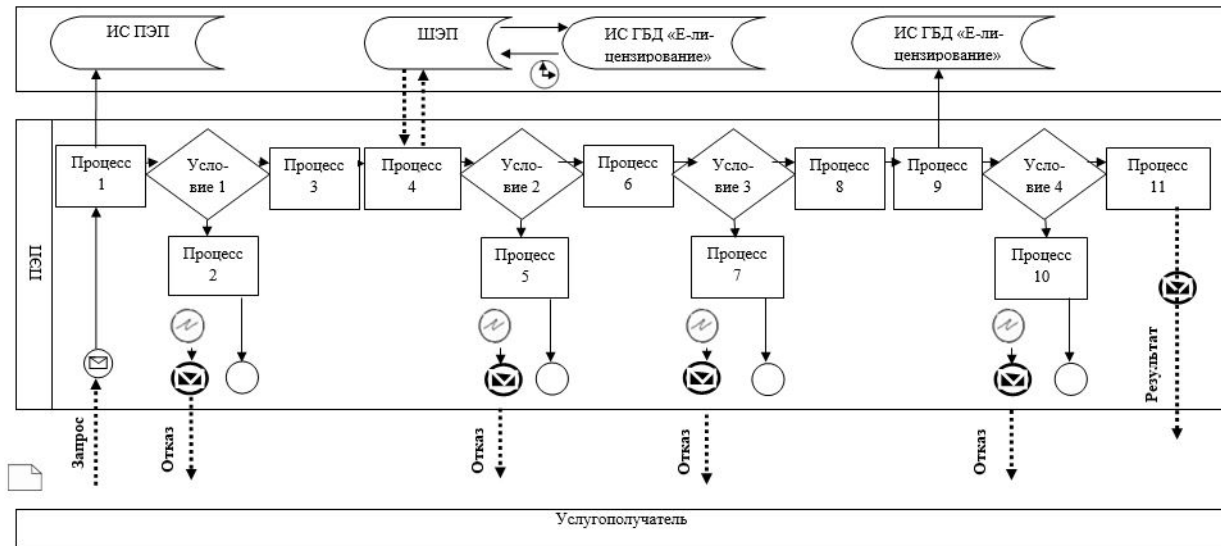 ИС ПЭП
ШЭП
ИС ГБД «Е-ли-
цензирование»
ИС ГБД «Е-ли-
цензирование»
ПЭП
Процесс
1
Усло-
вие 1
Процесс
3
Процесс
4
Усло-
вие 2
Процесс
6
Усло-
вие 3
Процесс
8
Процесс
9
Усло-
вие 4
Процесс
11
Процесс
2
Процесс
5
Процесс
7
Процесс
10
Запрос
Отказ
Отказ
Отказ
Отказ
Результат
Услугополучатель